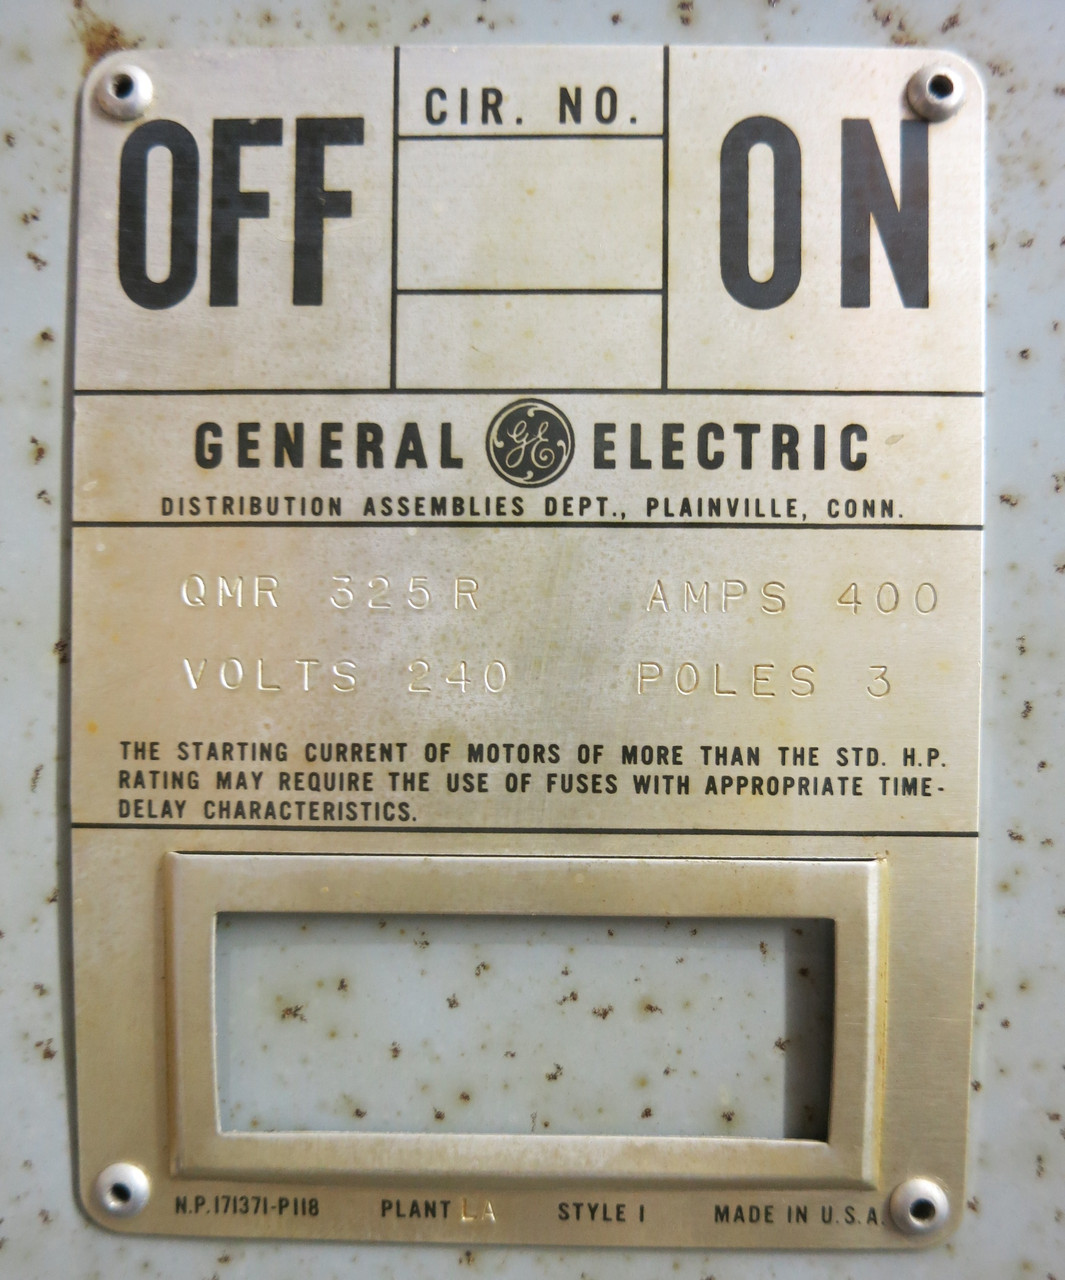 OFF
CIR. NO.
ON
GENERAL GE ELECTRIC
DISTRIBUTION ASSEMBLIES DEPT., PLAINVILLE, CONN.
QMR 325R AMPS 400
VOLTS 240 POLES 3
THE STARTING CURRENT OF MOTORS OF MORE THAN THE STD. H.P.
RATING MAY REQUIRE THE USE OF FUSES WITH APPROPRIATE TIME-
DELAY CHARACTERISTICS.
N.P. 171371-P118 PLANT LA STYLE I MADE IN U.S.A.